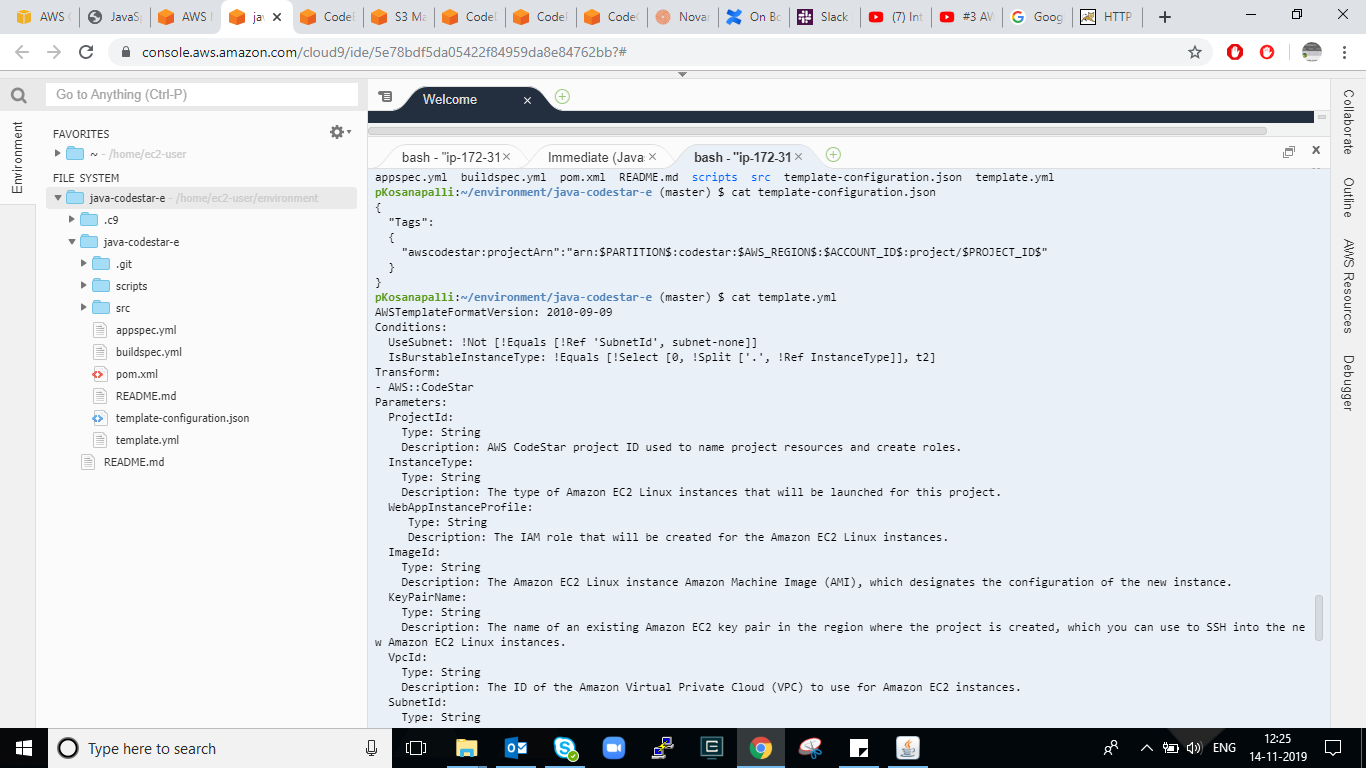 AWS C
JavaS
AWS M
java
CodeB
S3 Ma
CodeD
CodeP
CodeC
Novar
On Bo
Slack
(7) Int
#3 AW
Goog
HTTP
console.aws.amazon.com/cloud9/ide/5e78bdf5da05422f84959da8e84762bb?#
Go to Anything (Ctrl-P)
Environment
FAVORITES
~ - /home/ec2-user
FILE SYSTEM
java-codestar-e - /home/ec2-user/environment
.c9
java-codestar-e
.git
scripts
src
appspec.yml
buildspec.yml
pom.xml
README.md
template-configuration.json
template.yml
README.md
Welcome
bash - "ip-172-31
Immediate (Java
bash - "ip-172-31
appspec.yml buildspec.yml pom.xml README.md scripts src template-configuration.json template.yml
pKosanapalli:~/environment/java-codestar-e (master) $ cat template-configuration.json
{
"Tags":
{
"awscodestar:projectArn":"arn:$PARTITION$:codestar:$AWS_REGION$:$ACCOUNT_ID$:project/$PROJECT_ID$"
}
}
pKosanapalli:~/environment/java-codestar-e (master) $ cat template.yml
AWSTemplateFormatVersion: 2010-09-09
Conditions:
UseSubnet: !Not [!Equals [!Ref 'SubnetId', subnet-none]]
IsBurstableInstanceType: !Equals [!Select [0, !Split ['.', !Ref InstanceType]], t2]
Transform:
- AWS::CodeStar
Parameters:
ProjectId:
Type: String
Description: AWS CodeStar project ID used to name project resources and create roles.
InstanceType:
Type: String
Description: The type of Amazon EC2 Linux instances that will be launched for this project.
WebAppInstanceProfile:
Type: String
Description: The IAM role that will be created for the Amazon EC2 Linux instances.
ImageId:
Type: String
Description: The Amazon EC2 Linux instance Amazon Machine Image (AMI), which designates the configuration of the new instance.
KeyPairName:
Type: String
Description: The name of an existing Amazon EC2 key pair in the region where the project is created, which you can use to SSH into the ne
w Amazon EC2 Linux instances.
VpcId:
Type: String
Description: The ID of the Amazon Virtual Private Cloud (VPC) to use for Amazon EC2 instances.
SubnetId:
Type: String
Collaborate
Outline
AWS Resources
Debugger
Type here to search
ENG
12:25
14-11-2019